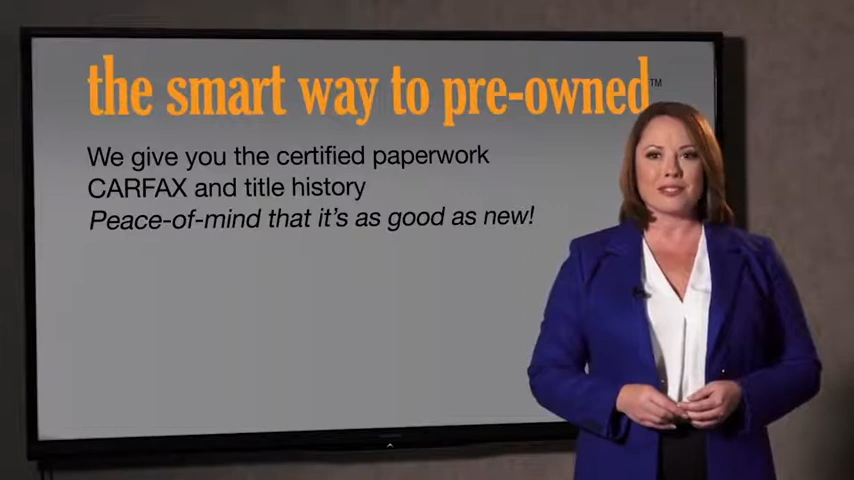 the smart way to pre-owned™
We give you the certified paperwork
CARFAX and title history
Peace-of-mind that it's as good as new!